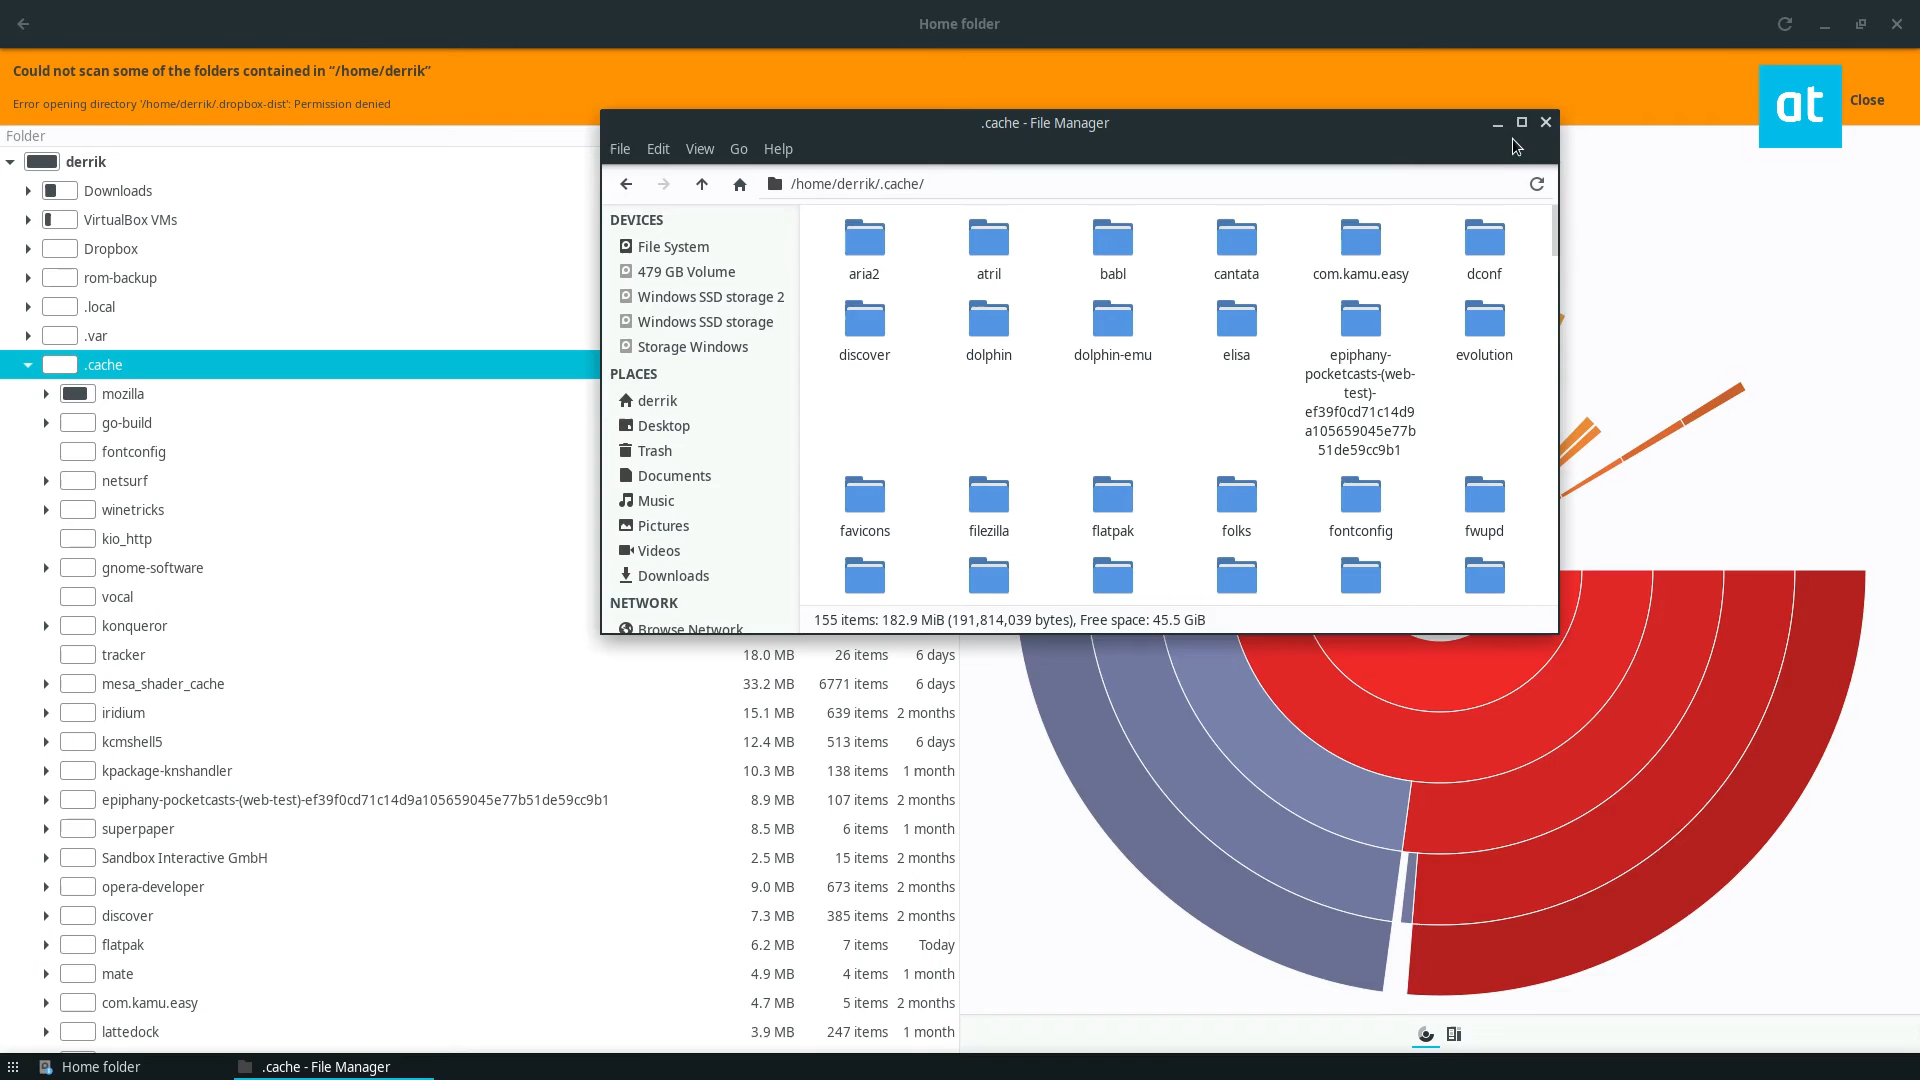 Home folder
Could not scan some of the folders contained in “/home/derrik”
Error opening directory '/home/derrik/.dropbox-dist': Permission denied
at
Close
Folder
derrik
Downloads
VirtualBox VMs
Dropbox
rom-backup
.local
.var
.cache
mozilla
go-build
fontconfig
netsurf
winetricks
kio_http
gnome-software
vocal
konqueror
tracker 18.0 MB 26 items 6 days
mesa_shader_cache 33.2 MB 6771 items 6 days
iridium 15.1 MB 639 items 2 months
kcmshell5 12.4 MB 513 items 6 days
kpackage-knshandler 10.3 MB 138 items 1 month
epiphany-pocketcasts-(web-test)-ef39f0cd71c14d9a105659045e77b51de59cc9b1 8.9 MB 107 items 2 months
superpaper 8.5 MB 6 items 1 month
Sandbox Interactive GmbH 2.5 MB 15 items 2 months
opera-developer 9.0 MB 673 items 2 months
discover 7.3 MB 385 items 2 months
flatpak 6.2 MB 7 items Today
mate 4.9 MB 4 items 1 month
com.kamu.easy 4.7 MB 5 items 2 months
lattedock 3.9 MB 247 items 1 month
.cache - File Manager
File Edit View Go Help
/home/derrik/.cache/
DEVICES
File System
479 GB Volume
Windows SSD storage 2
Windows SSD storage
Storage Windows
PLACES
derrik
Desktop
Trash
Documents
Music
Pictures
Videos
Downloads
NETWORK
Browse Network
aria2 atril babl cantata com.kamu.easy dconf
discover dolphin dolphin-emu elisa epiphany- evolution
pocketcasts-(web-
test)-
ef39f0cd71c14d9
a105659045e77b
51de59cc9b1
favicons filezilla flatpak folks fontconfig fwupd
155 items: 182.9 MiB (191,814,039 bytes), Free space: 45.5 GiB
Home folder
.cache - File Manager